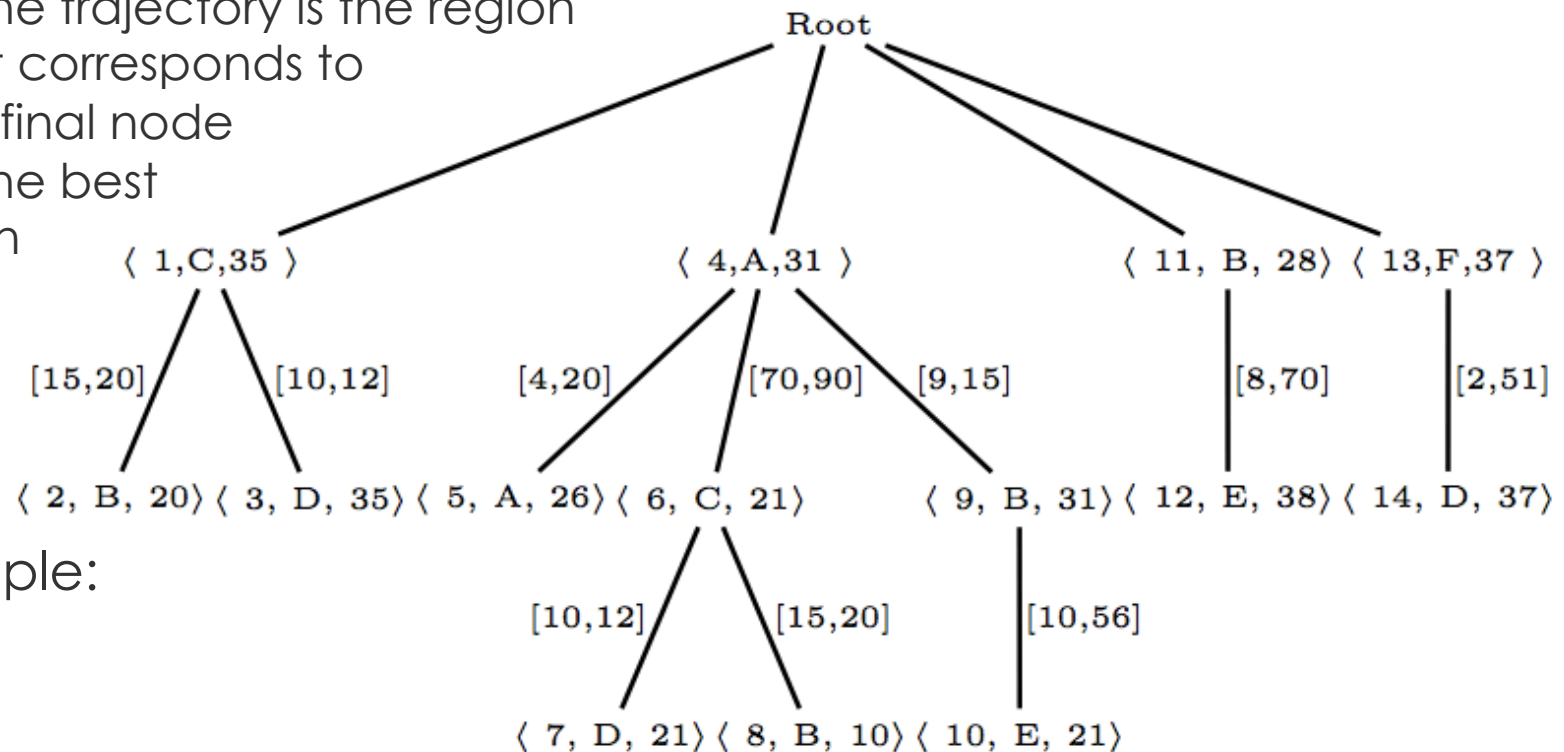 he trajectory is the region
Root
corresponds to
final node
he best
⟨ 1,C,35 ⟩ ⟨ 4,A,31 ⟩ ⟨ 11, B, 28⟩ ⟨ 13,F,37 ⟩
[15,20] [10,12] [4,20] [70,90] [9,15] [8,70] [2,51]
⟨ 2, B, 20⟩ ⟨ 3, D, 35⟩ ⟨ 5, A, 26⟩ ⟨ 6, C, 21⟩ ⟨ 9, B, 31⟩ ⟨ 12, E, 38⟩ ⟨ 14, D, 37⟩
ple:
[10,12] [15,20] [10,56]
⟨ 7, D, 21⟩ ⟨ 8, B, 10⟩ ⟨ 10, E, 21⟩